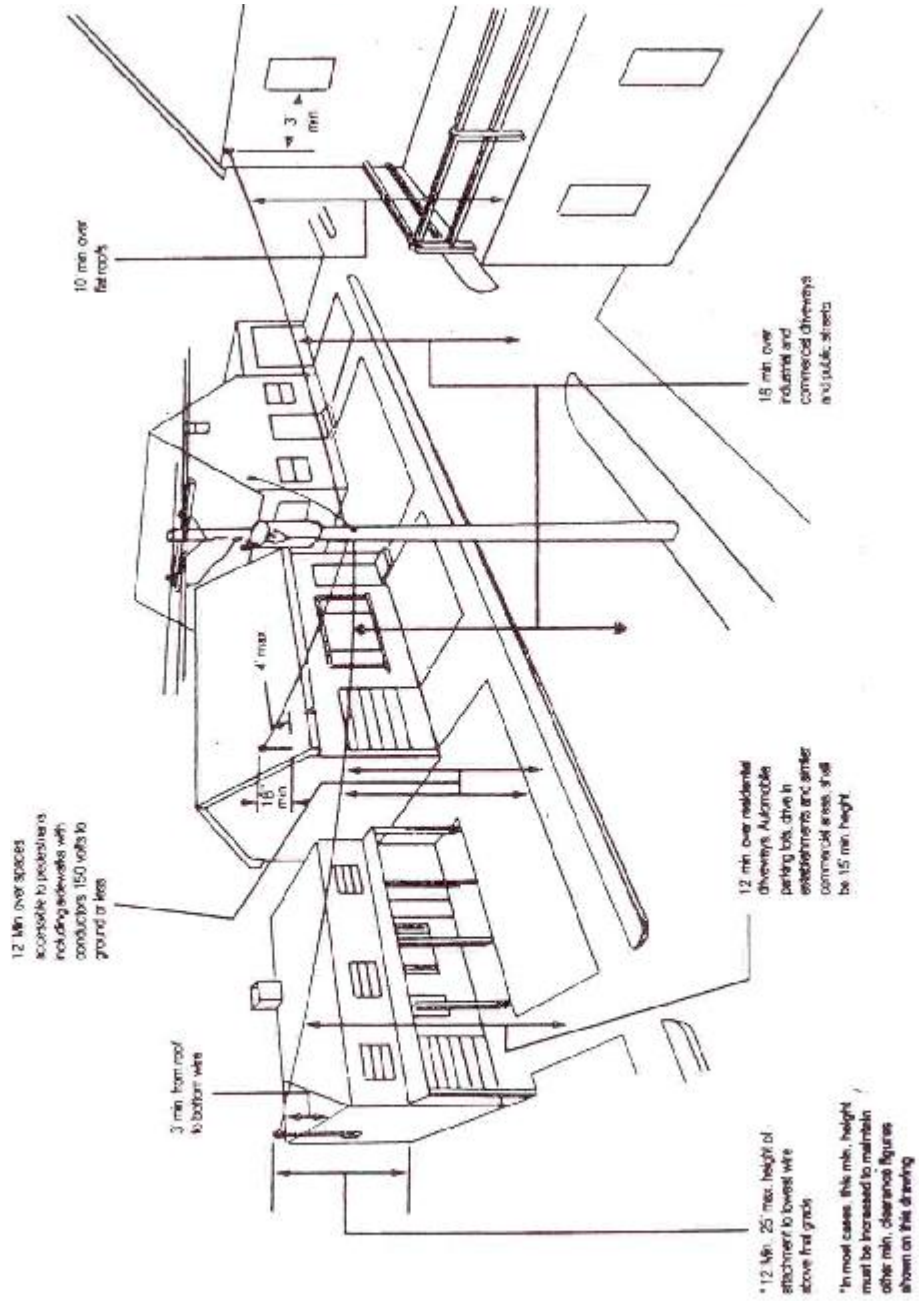 12' Min over spaces
accessible to pedestrians
including sidewalks with
conductors 150 volts to
ground or less
10 min over
flat roofs
3 min from roof
to bottom wire
3'
min
4' max
18"
min
* 12 Min. 25' max. height of
attachment to lowest wire
above final grade
*In most cases, this min. height
must be increased to maintain
other min. clearance figures
shown on this drawing
12 min over residential
driveways. Automobile
parking lots, drive in
establishments and similar
commercial areas, shall
be 15' min. height
18 min. over
industrial and
commercial driveways
and public streets